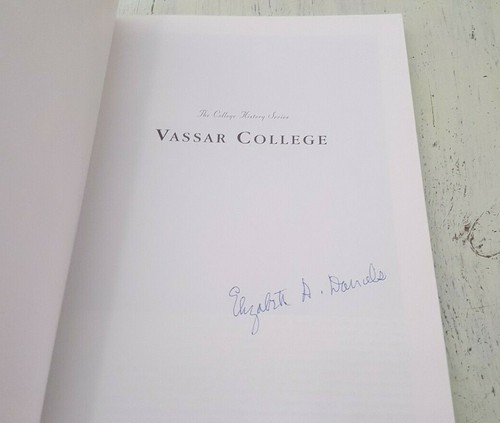 The College History Series
VASSAR COLLEGE
Elizabeth A. Daniels